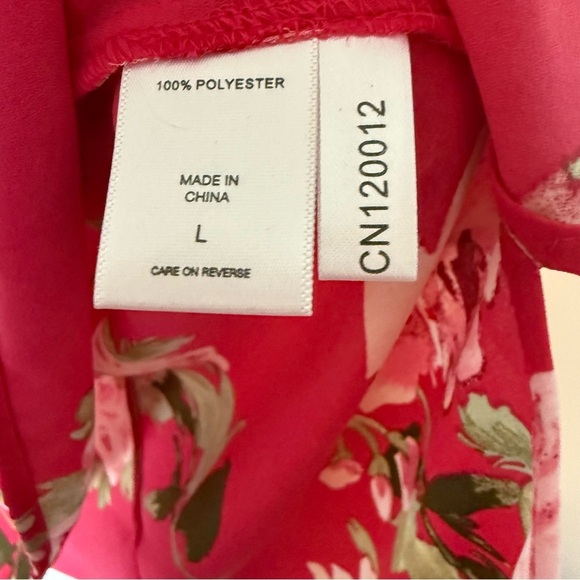 100% POLYESTER
MADE IN
CHINA
L
CARE ON REVERSE
CN120012